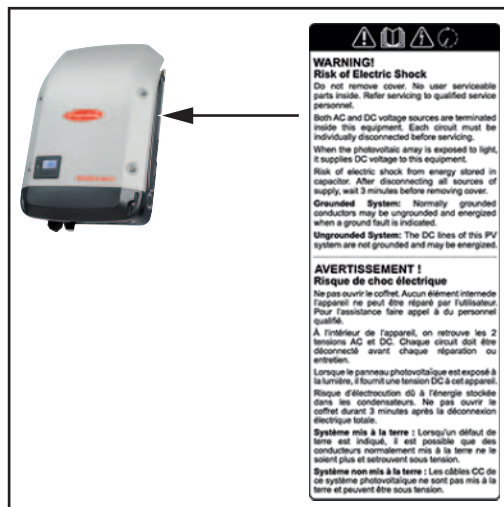 WARNING!
Risk of Electric Shock
Do not remove cover. No user serviceable
parts inside. Refer servicing to qualified service
personnel.
Both AC and DC voltage sources are terminated
inside this equipment. Each circuit must be
individually disconnected before servicing.
When the photovoltaic array is exposed to light,
it supplies DC voltage to this equipment.
Risk of electric shock from energy stored in
capacitor. After disconnecting all sources of
supply, wait 3 minutes before removing cover.
Grounded System: Normally grounded
conductors may be ungrounded and energized
when a ground fault is indicated.
Ungrounded System: The DC lines of this PV
system are not grounded and may be energized.
AVERTISSEMENT !
Risque de choc électrique
Ne pas ouvrir le coffret. Aucun élément internede
l'appareil ne peut être réparé par l'utilisateur.
Pour l'assistance faire appel à du personnel
qualifié.
À l'intérieur de l'appareil, on retrouve les 2
tensions AC et DC. Chaque circuit doit être
déconnecté avant chaque réparation ou
entretien.
Lorsque le panneau photovoltaïque est exposé à
la lumière, il fournit une tension DC à cet appareil.
Risque d'électrocution dû à l'énergie stockée
dans les condensateurs. Ne pas ouvrir le
coffret durant 3 minutes après la déconnexion
électrique totale.
Système mis à la terre : Lorsqu'un défaut de
terre est indiqué, il est possible que des
conducteurs normalement mis à la terre ne le
soient plus et setrouvent sous tension.
Système non mis à la terre : Les câbles CC de
ce système photovoltaïque ne sont pas mis à la
terre et peuvent être sous tension.